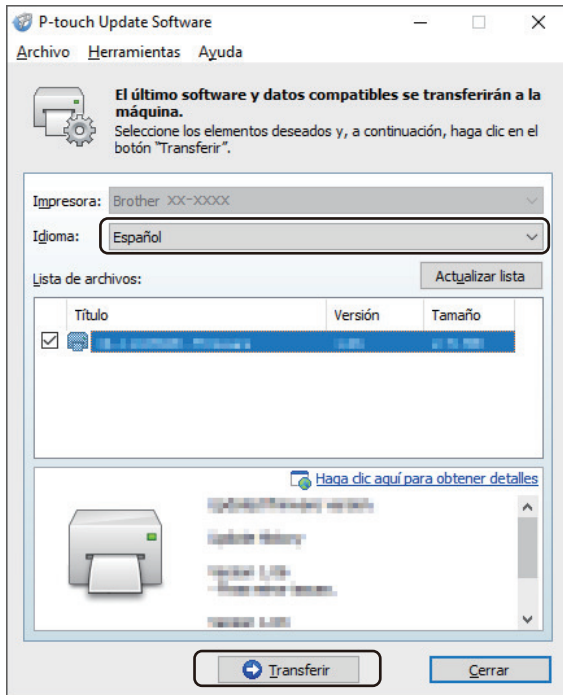 P-touch Update Software
Archivo Herramientas Ayuda
El último software y datos compatibles se transferirán a la
máquina.
Seleccione los elementos deseados y, a continuación, haga clic en el
botón "Transferir".
Impresora: Brother XX-XXXX
Idioma: Español
Lista de archivos: Actualizar lista
Título Versión Tamaño
Haga clic aquí para obtener detalles
Transferir Cerrar